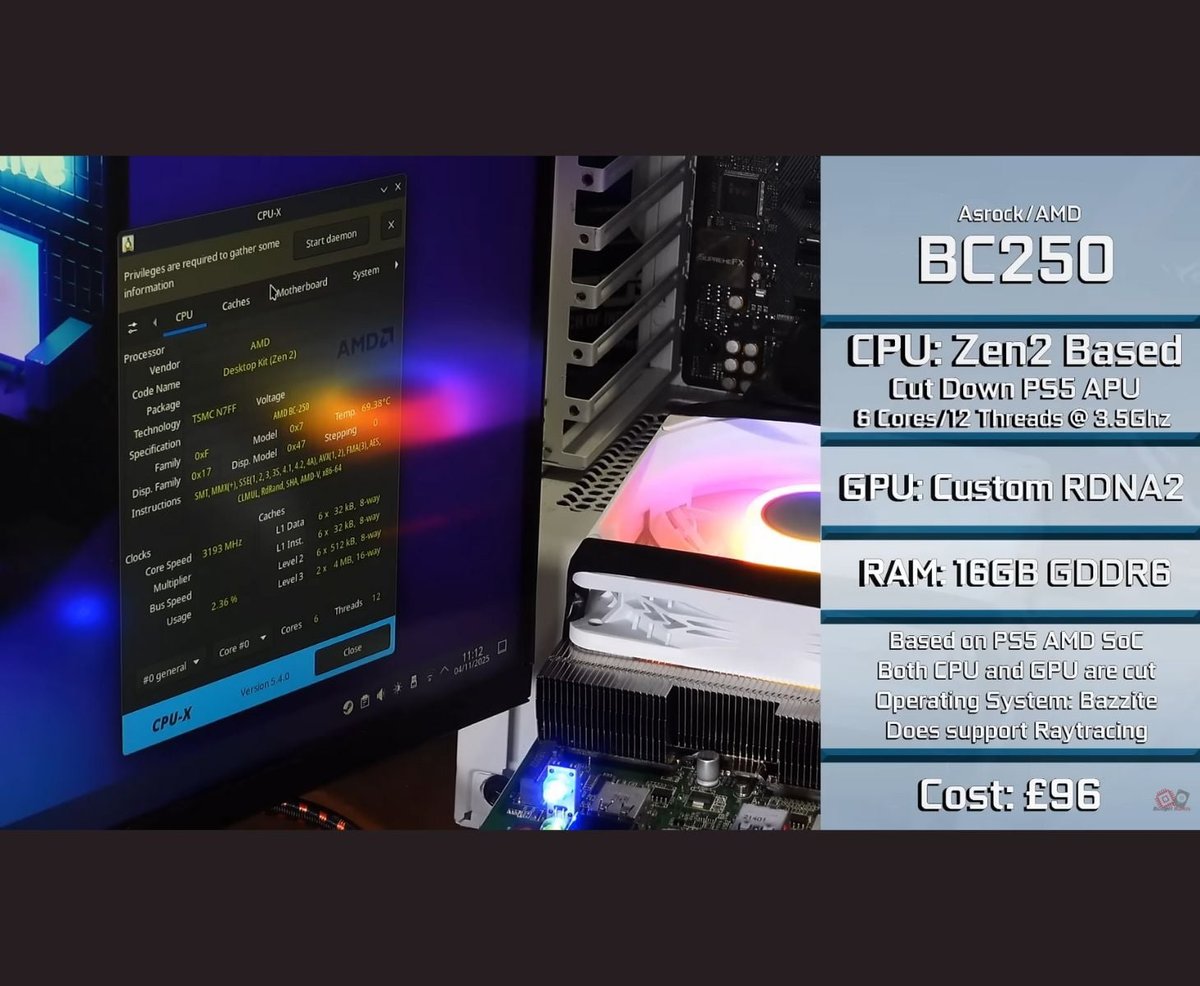 CPU-X
Privileges are required to gather some
information
Start daemon
X
CPU
Caches
Motherboard
System
Processor
Vendor AMD
Code Name Desktop Kit (Zen 2)
Package
Technology TSMC N7FF Voltage
Specification AMD BC-250
Family 0xF Model 0x7 Temp. 69.38°C
Disp. Family 0x17 Disp. Model 0x47 Stepping 0
Instructions SMT, MMX(+), SSE(1, 2, 3, 3S, 4.1, 4.2, 4A), AVX(1, 2), FMA(3), AES,
CLMUL, RdRand, SHA, AMD-V, x86-64
AMD
Clocks
Core Speed 3193 MHz
Multiplier
Bus Speed
Usage 2.36 %
Caches
L1 Data 6 x 32 kB, 8-way
L1 Inst. 6 x 32 kB, 8-way
Level 2 6 x 512 kB, 8-way
Level 3 2 x 4 MB, 16-way
#0 general
Core #0
Cores 6
Threads 12
CPU-X
Version 5.4.0
Close
11:12
04/11/2025
SUPREMEFX
Asrock/AMD
BC250
CPU: Zen2 Based
Cut Down PS5 APU
6 Cores/12 Threads @ 3.5Ghz
GPU: Custom RDNA2
RAM: 16GB GDDR6
Based on PS5 AMD SoC
Both CPU and GPU are cut
Operating System: Bazzite
Does support Raytracing
Cost: £96